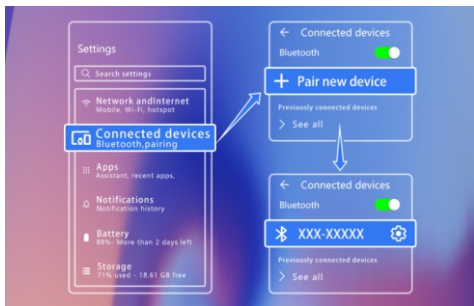 Settings
Search settings
Network andInternet
Mobile, Wi-Fi, hotspot
Connected devices
Bluetooth,pairing
Apps
Assistant, recent apps,
Notifications
Notification history
Battery
88%- More than 2 days left
Storage
71% used - 18.61 GB free
Connected devices
Bluetooth
Pair new device
Previously connected devices
See all
Connected devices
Bluetooth
XXX-XXXXX
Previously connected devices
See all